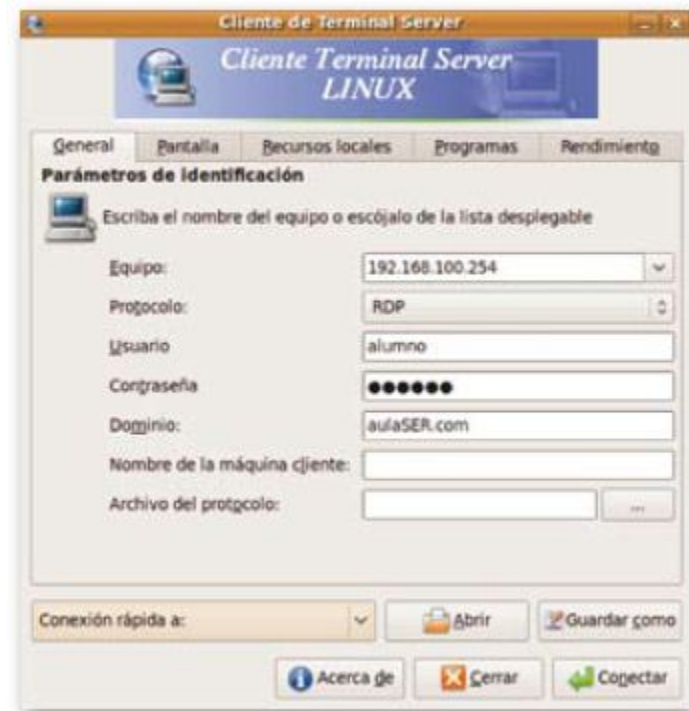 Cliente de Terminal Server
Cliente Terminal Server
LINUX
General Pantalla Recursos locales Programas Rendimiento
Parámetros de identificación
Escriba el nombre del equipo o escójalo de la lista desplegable
Equipo: 192.168.100.254
Protocolo: RDP
Usuario alumno
Contraseña ●●●●●●
Dominio: aulaSER.com
Nombre de la máquina cliente:
Archivo del protocolo: ...
Conexión rápida a: Abrir Guardar como
Acerca de Cerrar Conectar